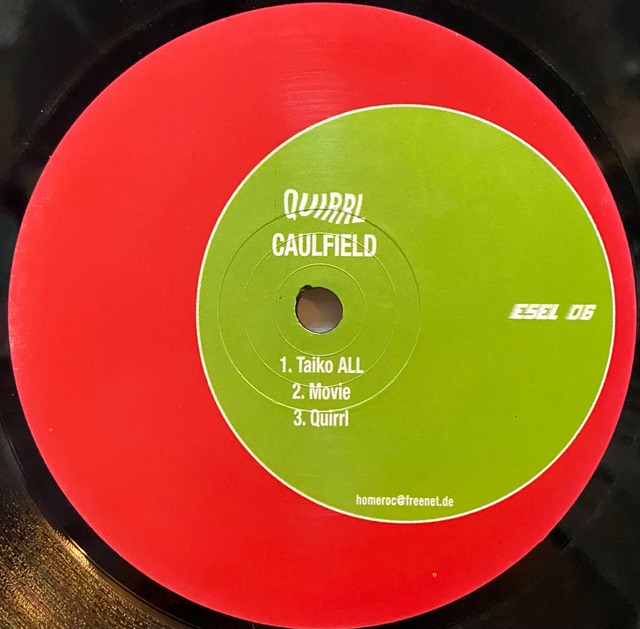 QUIRRL
CAULFIELD
ESEL 06
1. Taiko ALL
2. Movie
3. Quirrl
homeroc@freenet.de